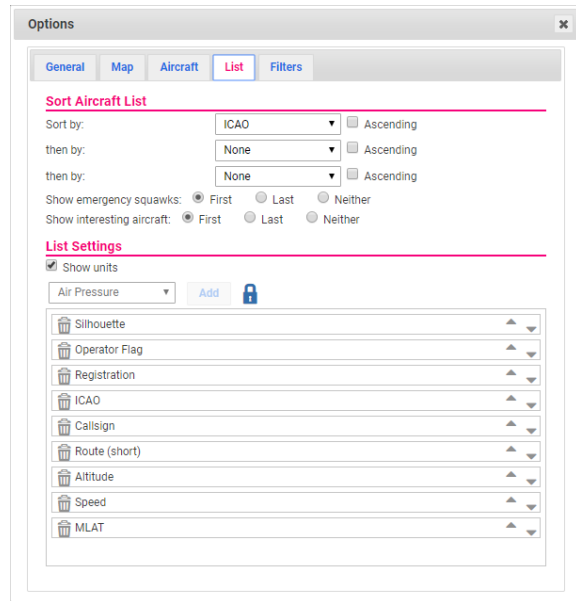 Options
General Map Aircraft List Filters
Sort Aircraft List
Sort by: ICAO Ascending
then by: None Ascending
then by: None Ascending
Show emergency squawks: First Last Neither
Show interesting aircraft: First Last Neither
List Settings
Show units
Air Pressure Add
Silhouette
Operator Flag
Registration
ICAO
Callsign
Route (short)
Altitude
Speed
MLAT